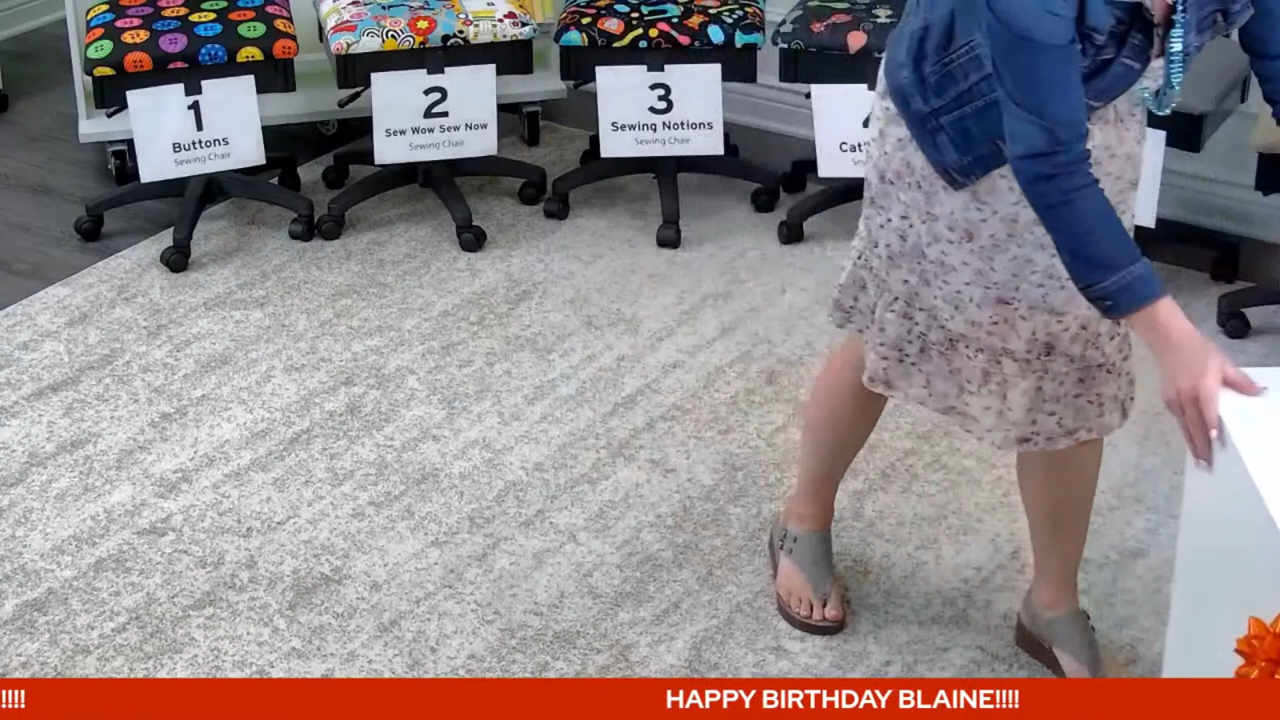 1
Buttons
Sewing Chair
2
Sew Wow Sew Now
Sewing Chair
3
Sewing Notions
Sewing Chair
!!!!
HAPPY BIRTHDAY BLAINE!!!!